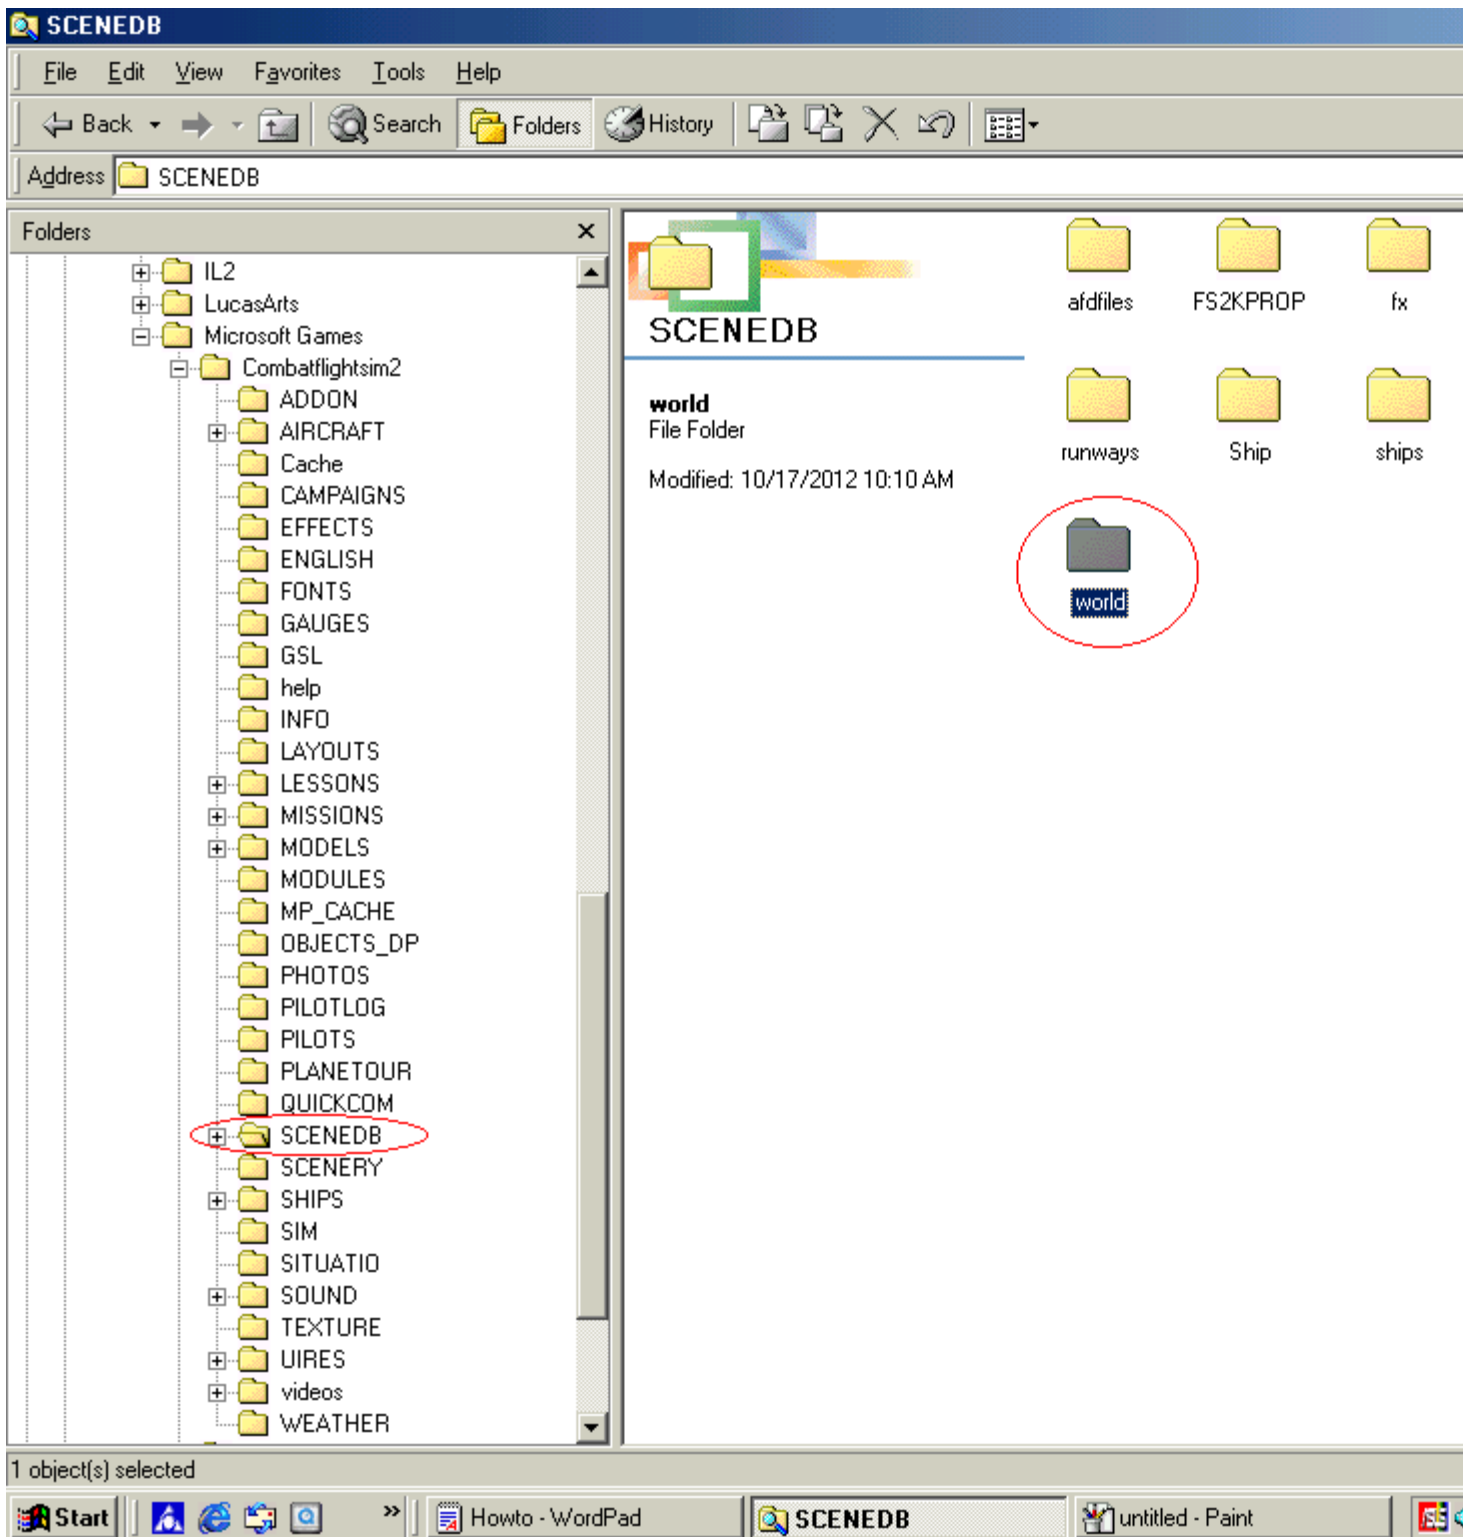 SCENEDB
File Edit View Favorites Tools Help
Back Search Folders History
Address SCENEDB
Folders
IL2
LucasArts
Microsoft Games
Combatflightsim2
ADDON
AIRCRAFT
Cache
CAMPAIGNS
EFFECTS
ENGLISH
FONTS
GAUGES
GSL
help
INFO
LAYOUTS
LESSONS
MISSIONS
MODELS
MODULES
MP_CACHE
OBJECTS_DP
PHOTOS
PILOTLOG
PILOTS
PLANETOUR
QUICKCOM
SCENEDB
SCENERY
SHIPS
SIM
SITUATIO
SOUND
TEXTURE
UIRES
videos
WEATHER
SCENEDB
world
File Folder
Modified: 10/17/2012 10:10 AM
afdfiles FS2KPROP fx
runways Ship ships
world
1 object(s) selected
Start » Howto - WordPad SCENEDB untitled - Paint